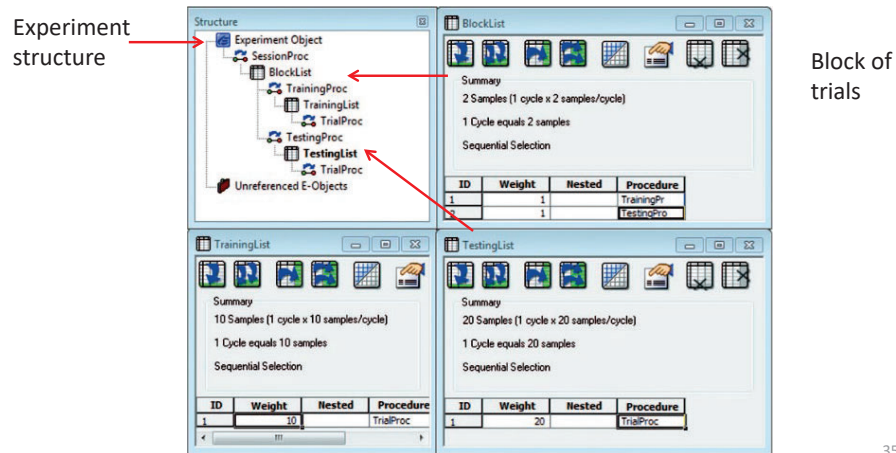 Experiment
structure
Structure
Experiment Object
SessionProc
BlockList
TrainingProc
TrainingList
TrialProc
TestingProc
TestingList
TrialProc
Unreferenced E-Objects
BlockList
Summary
2 Samples (1 cycle x 2 samples/cycle)
1 Cycle equals 2 samples
Sequential Selection
ID Weight Nested Procedure
1 1 TrainingPr
2 1 TestingPro
Block of
trials
TrainingList
Summary
10 Samples (1 cycle x 10 samples/cycle)
1 Cycle equals 10 samples
Sequential Selection
ID Weight Nested Procedure
1 10 TrialProc
TestingList
Summary
20 Samples (1 cycle x 20 samples/cycle)
1 Cycle equals 20 samples
Sequential Selection
ID Weight Nested Procedure
1 20 TrialProc
35